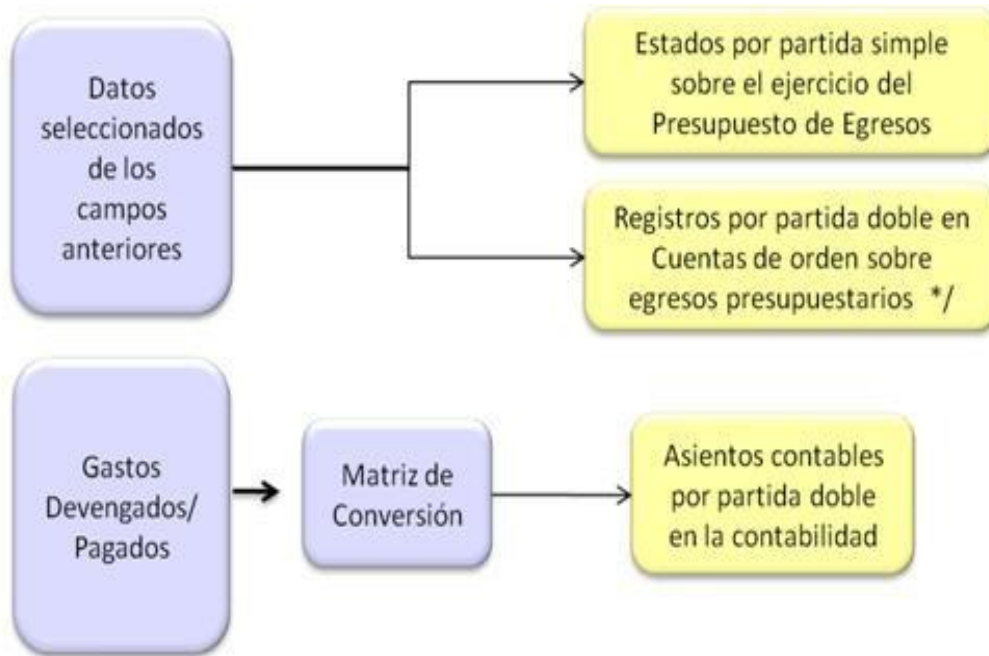 Datos
seleccionados
de los
campos
anteriores
Estados por partida simple
sobre el ejercicio del
Presupuesto de Egresos
Registros por partida doble en
Cuentas de orden sobre
egresos presupuestarios */
Gastos
Devengados/
Pagados
Matriz de
Conversión
Asientos contables
por partida doble
en la contabilidad